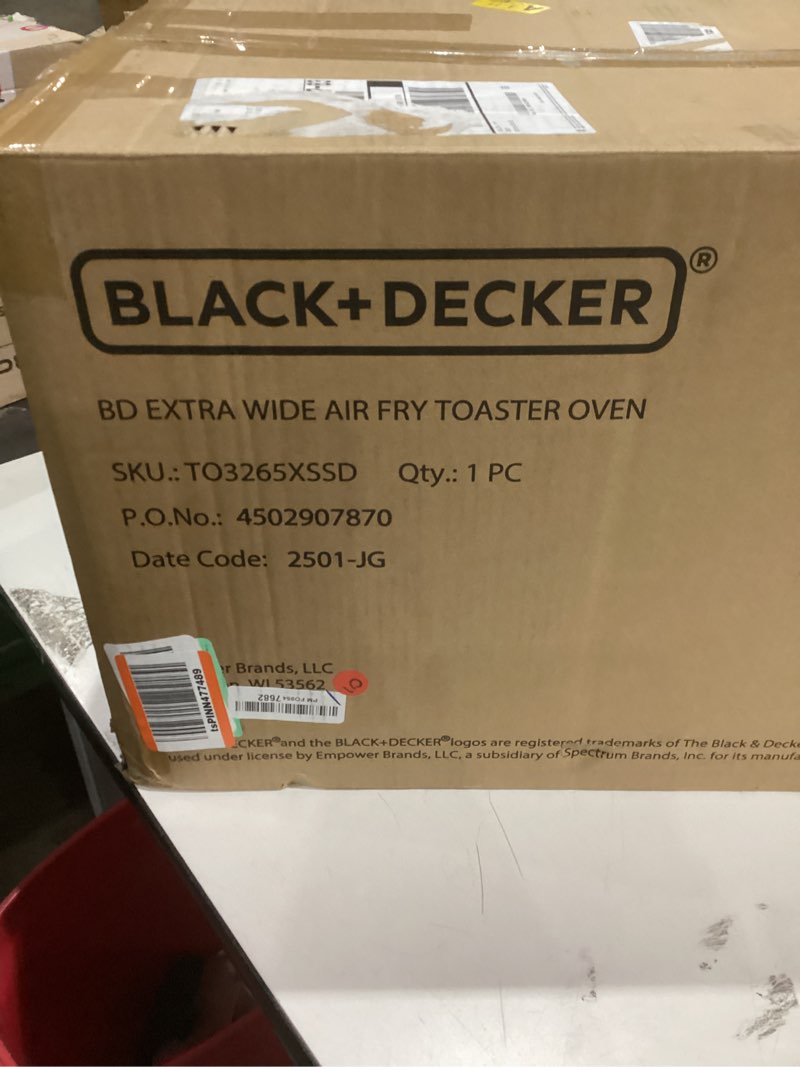 BLACK+DECKER®
BD EXTRA WIDE AIR FRY TOASTER OVEN
SKU.: TO3265XSSD Qty.: 1 PC
P.O.No.: 4502907870
Date Code: 2501-JG
r Brands, LLC
n, WI 53562
tsPINN477489
7682
ECKER® and the BLACK+DECKER® logos are registered trademarks of The Black & Decke
used under license by Empower Brands, LLC, a subsidiary of Spectrum Brands, Inc. for its manufa